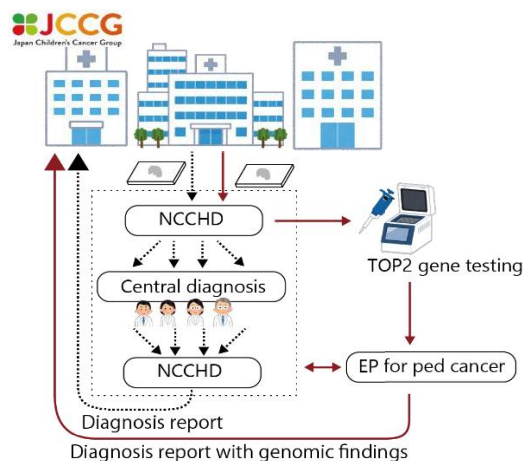 JCCG
Japan Children's Cancer Group
NCCHD
TOP2 gene testing
Central diagnosis
NCCHD
EP for ped cancer
Diagnosis report
Diagnosis report with genomic findings